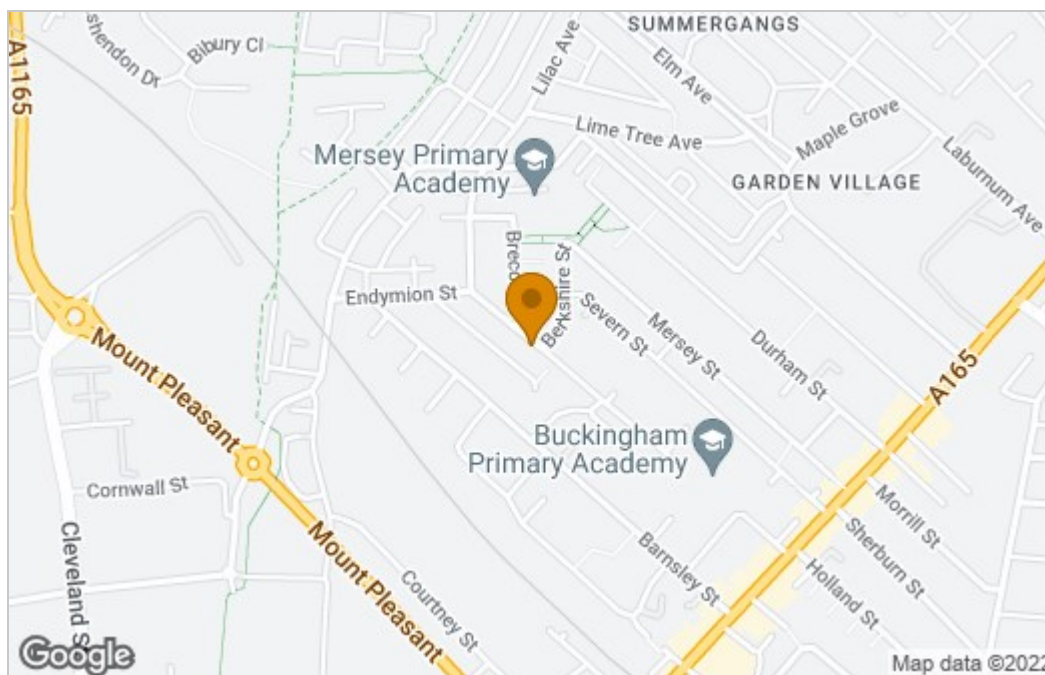 SUMMERGANGS
A1165
shendon Dr
Bibury Cl
Lilac Ave
Elm Ave
Lime Tree Ave
Maple Grove
Laburnum Ave
Mersey Primary
Academy
GARDEN VILLAGE
Breco
Berkshire St
Endymion St
Severn St
Mersey St
Durham St
A165
Mount Pleasant
Buckingham
Primary Academy
Cornwall St
Cleveland S
Mount Pleasant
Courtney St
Barnsley St
Morrill St
Sherburn St
Holland St
Google
Map data ©2022